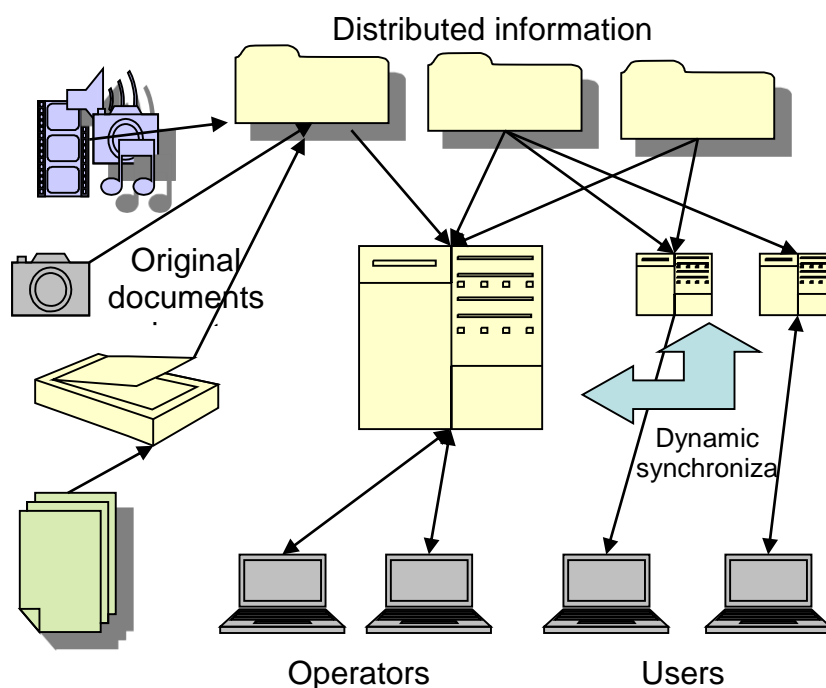 Distributed information
Original
documents
Dynamic
synchroniza
Operators
Users